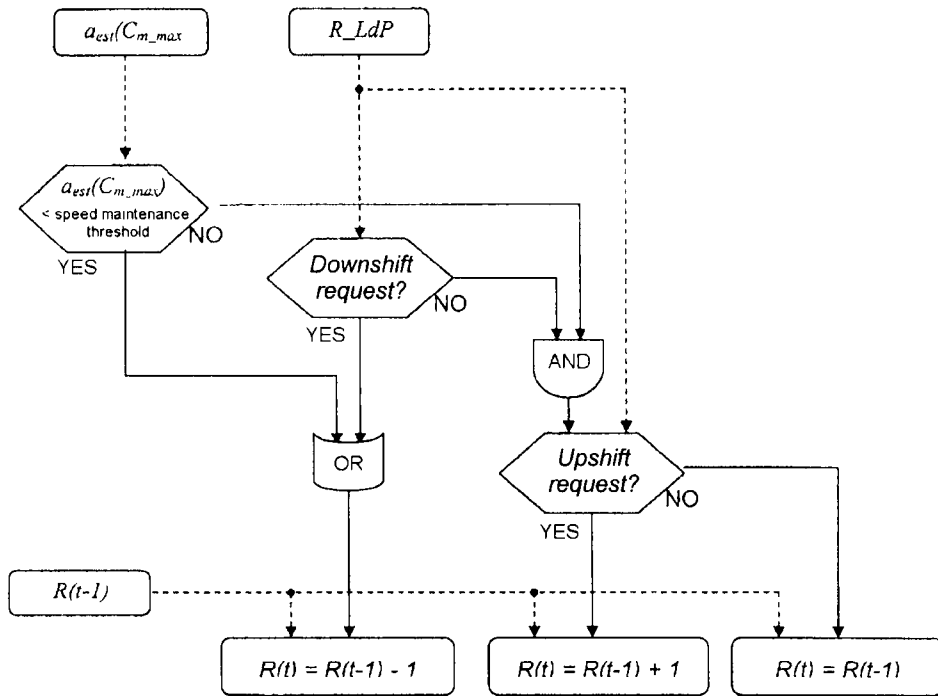 a_est(C_m_max
R_LdP
a_est(C_m_max)
< speed maintenance
threshold
NO
YES
Downshift
request?
NO
YES
AND
OR
Upshift
request?
NO
YES
R(t-1)
R(t) = R(t-1) - 1
R(t) = R(t-1) + 1
R(t) = R(t-1)